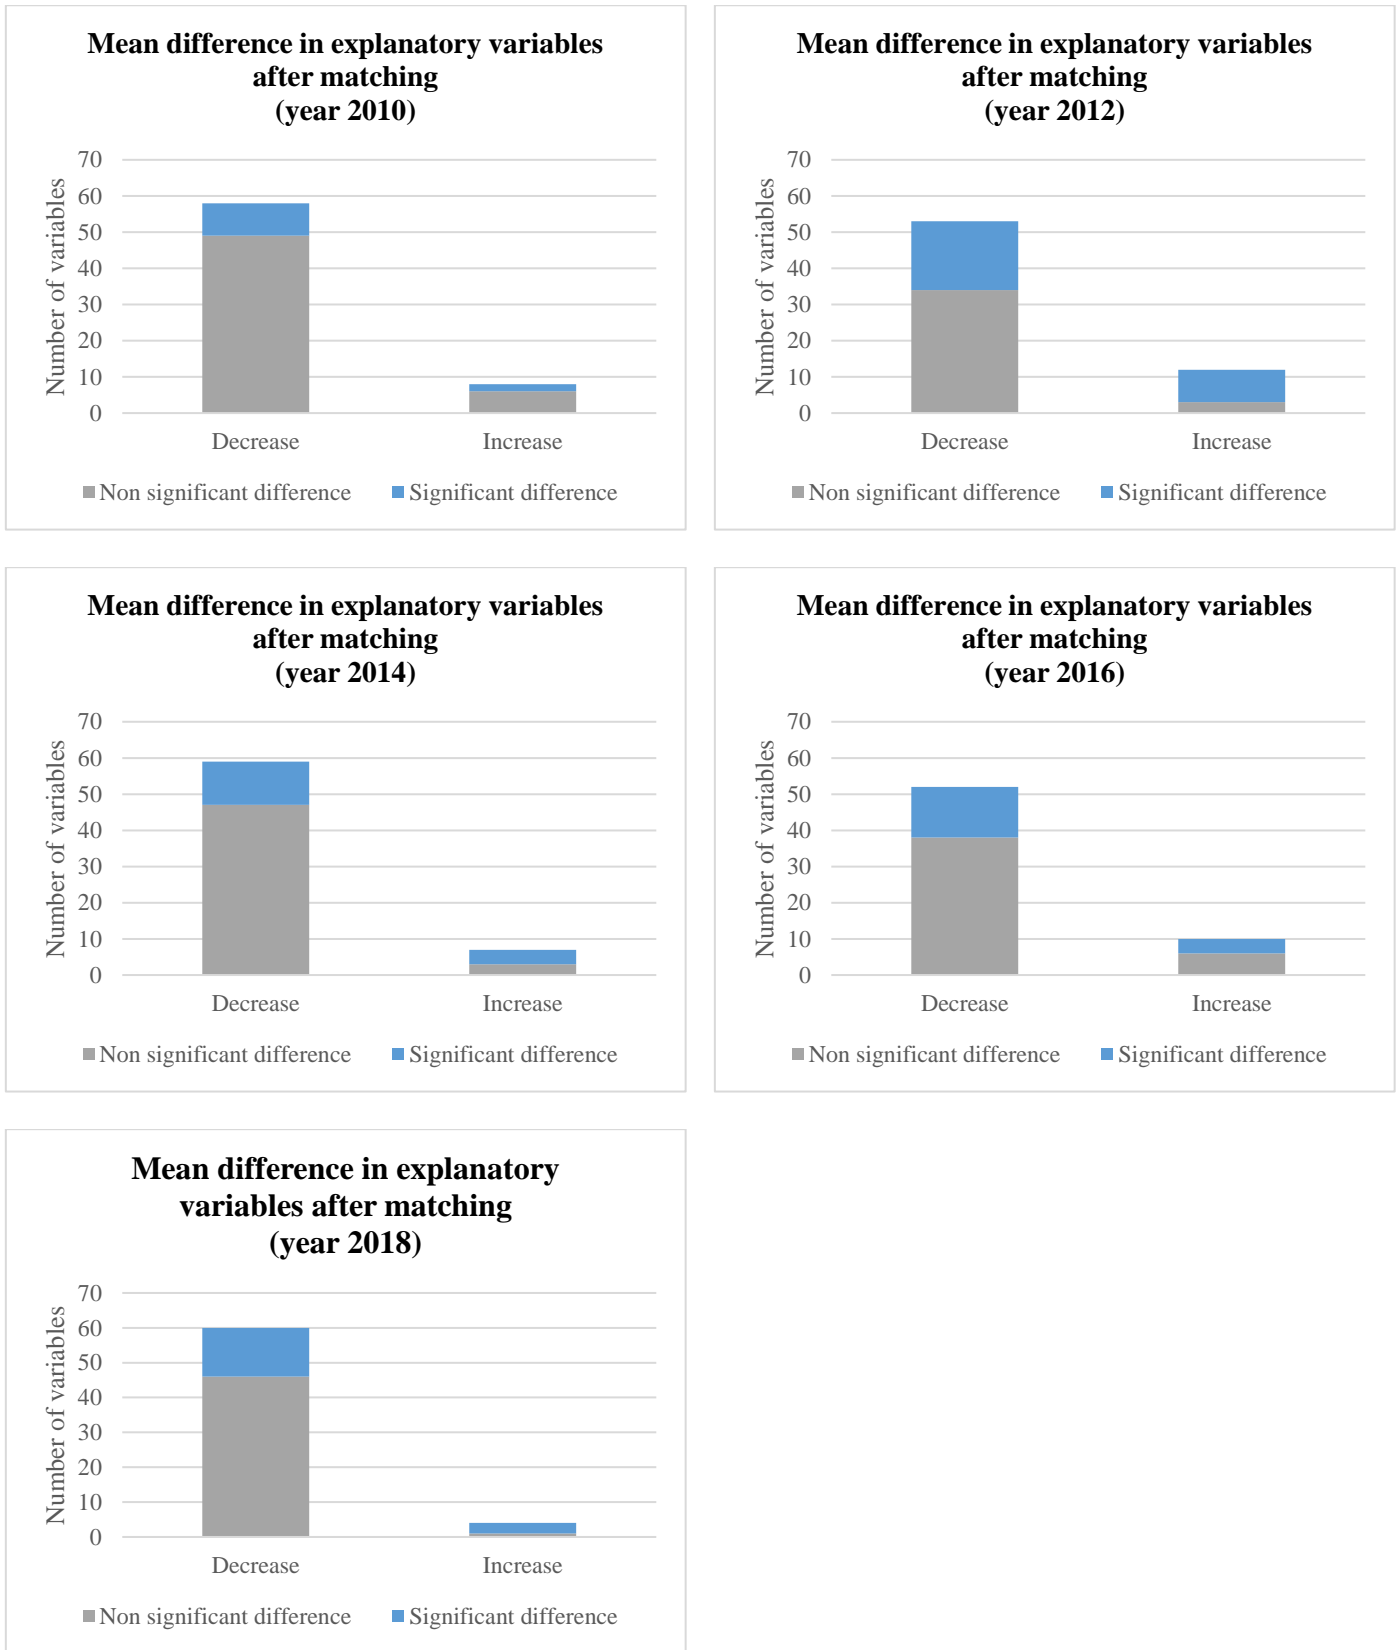 Mean difference in explanatory variables
after matching
(year 2010)
Number of variables
70
60
50
40
30
20
10
0
Decrease
Increase
Non significant difference
Significant difference
Mean difference in explanatory variables
after matching
(year 2012)
Number of variables
70
60
50
40
30
20
10
0
Decrease
Increase
Non significant difference
Significant difference
Mean difference in explanatory variables
after matching
(year 2014)
Number of variables
70
60
50
40
30
20
10
0
Decrease
Increase
Non significant difference
Significant difference
Mean difference in explanatory variables
after matching
(year 2016)
Number of variables
70
60
50
40
30
20
10
0
Decrease
Increase
Non significant difference
Significant difference
Mean difference in explanatory
variables after matching
(year 2018)
Number of variables
70
60
50
40
30
20
10
0
Decrease
Increase
Non significant difference
Significant difference